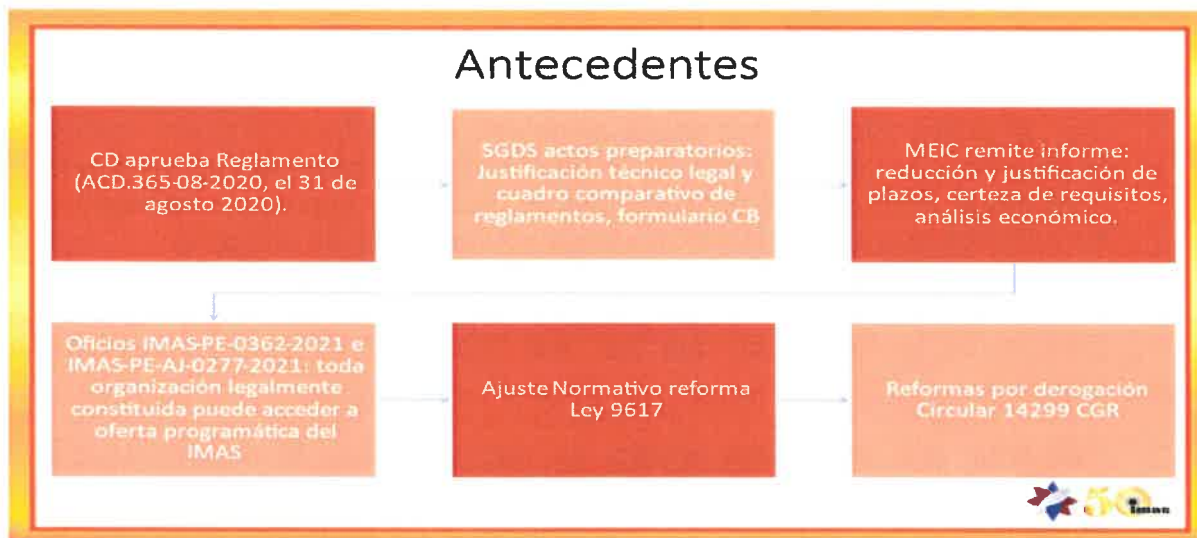 Antecedentes
CD aprueba Reglamento
(ACD.365-08-2020, el 31 de
agosto 2020).
SGDS actos preparatorios:
Justificación técnico legal y
cuadro comparativo de
reglamentos, formulario CB
MEIC remite informe:
reducción y justificación de
plazos, certeza de requisitos,
análisis económico.
Oficios IMAS-PE-0362-2021 e
IMAS-PE-AJ-0277-2021: toda
organización legalmente
constituida puede acceder a
oferta programática del
IMAS
Ajuste Normativo reforma
Ley 9617
Reformas por derogación
Circular 14299 CGR
50
imas